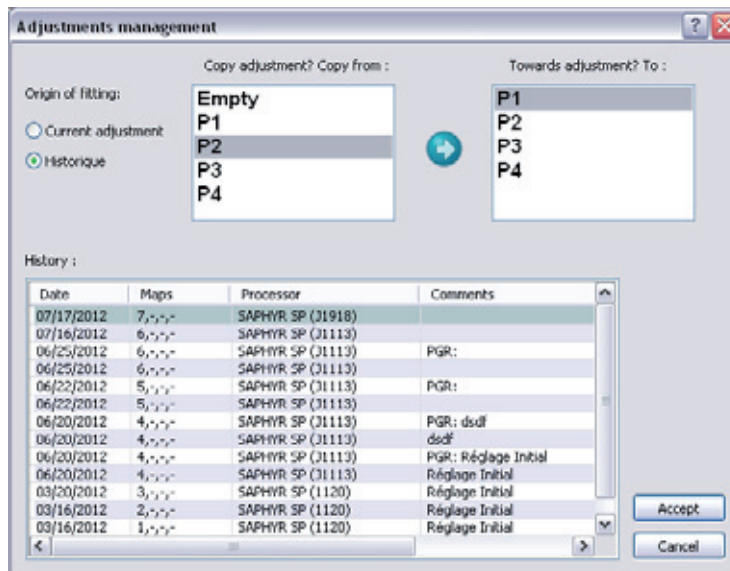 Adjustments management
Copy adjustment? Copy from :
Towards adjustment? To :
Origin of fitting:
Current adjustment
Historique
Empty
P1
P2
P3
P4
P1
P2
P3
P4
History :
Date Maps Processor Comments
07/17/2012 7,-,-,- SAPHYR SP (J1918)
07/16/2012 6,-,-,- SAPHYR SP (J1113)
06/25/2012 6,-,-,- SAPHYR SP (J1113) PGR:
06/25/2012 6,-,-,- SAPHYR SP (J1113)
06/22/2012 5,-,-,- SAPHYR SP (J1113) PGR:
06/22/2012 5,-,-,- SAPHYR SP (J1113)
06/20/2012 4,-,-,- SAPHYR SP (J1113) PGR: dsdf
06/20/2012 4,-,-,- SAPHYR SP (J1113) dsdf
06/20/2012 4,-,-,- SAPHYR SP (J1113) PGR: Réglage Initial
06/20/2012 4,-,-,- SAPHYR SP (J1113) Réglage Initial
03/20/2012 3,-,-,- SAPHYR SP (1120) Réglage Initial
03/16/2012 2,-,-,- SAPHYR SP (1120) Réglage Initial
03/16/2012 1,-,-,- SAPHYR SP (1120) Réglage Initial
Accept
Cancel